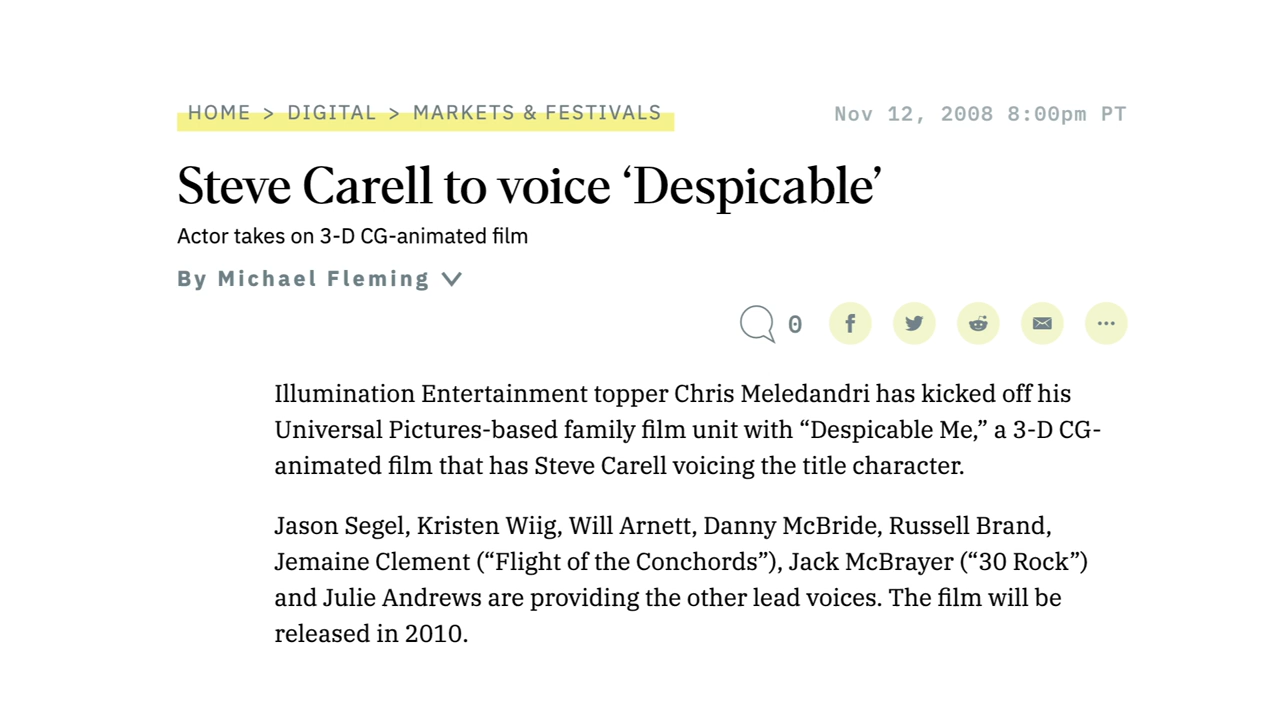 HOME > DIGITAL > MARKETS & FESTIVALS
Nov 12, 2008 8:00pm PT
Steve Carell to voice ‘Despicable’
Actor takes on 3-D CG-animated film
By Michael Fleming
0
Illumination Entertainment topper Chris Meledandri has kicked off his
Universal Pictures-based family film unit with “Despicable Me,” a 3-D CG-
animated film that has Steve Carell voicing the title character.
Jason Segel, Kristen Wiig, Will Arnett, Danny McBride, Russell Brand,
Jemaine Clement (“Flight of the Conchords”), Jack McBrayer (“30 Rock”)
and Julie Andrews are providing the other lead voices. The film will be
released in 2010.